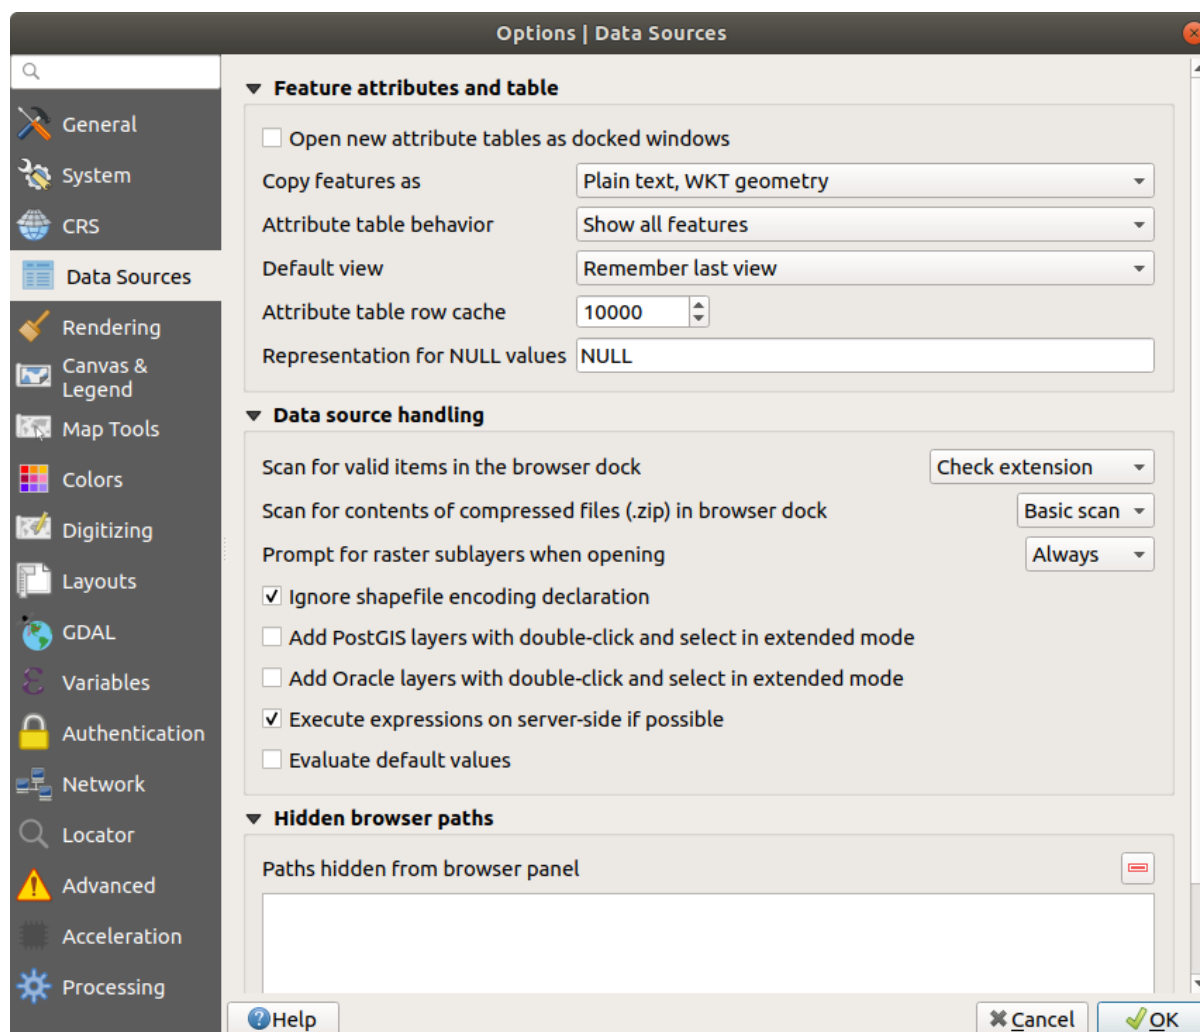 Options | Data Sources
General
System
CRS
Data Sources
Rendering
Canvas &
Legend
Map Tools
Colors
Digitizing
Layouts
GDAL
Variables
Authentication
Network
Locator
Advanced
Acceleration
Processing
Feature attributes and table
Open new attribute tables as docked windows
Copy features as Plain text, WKT geometry
Attribute table behavior Show all features
Default view Remember last view
Attribute table row cache 10000
Representation for NULL values NULL
Data source handling
Scan for valid items in the browser dock Check extension
Scan for contents of compressed files (.zip) in browser dock Basic scan
Prompt for raster sublayers when opening Always
Ignore shapefile encoding declaration
Add PostGIS layers with double-click and select in extended mode
Add Oracle layers with double-click and select in extended mode
Execute expressions on server-side if possible
Evaluate default values
Hidden browser paths
Paths hidden from browser panel
Help Cancel OK